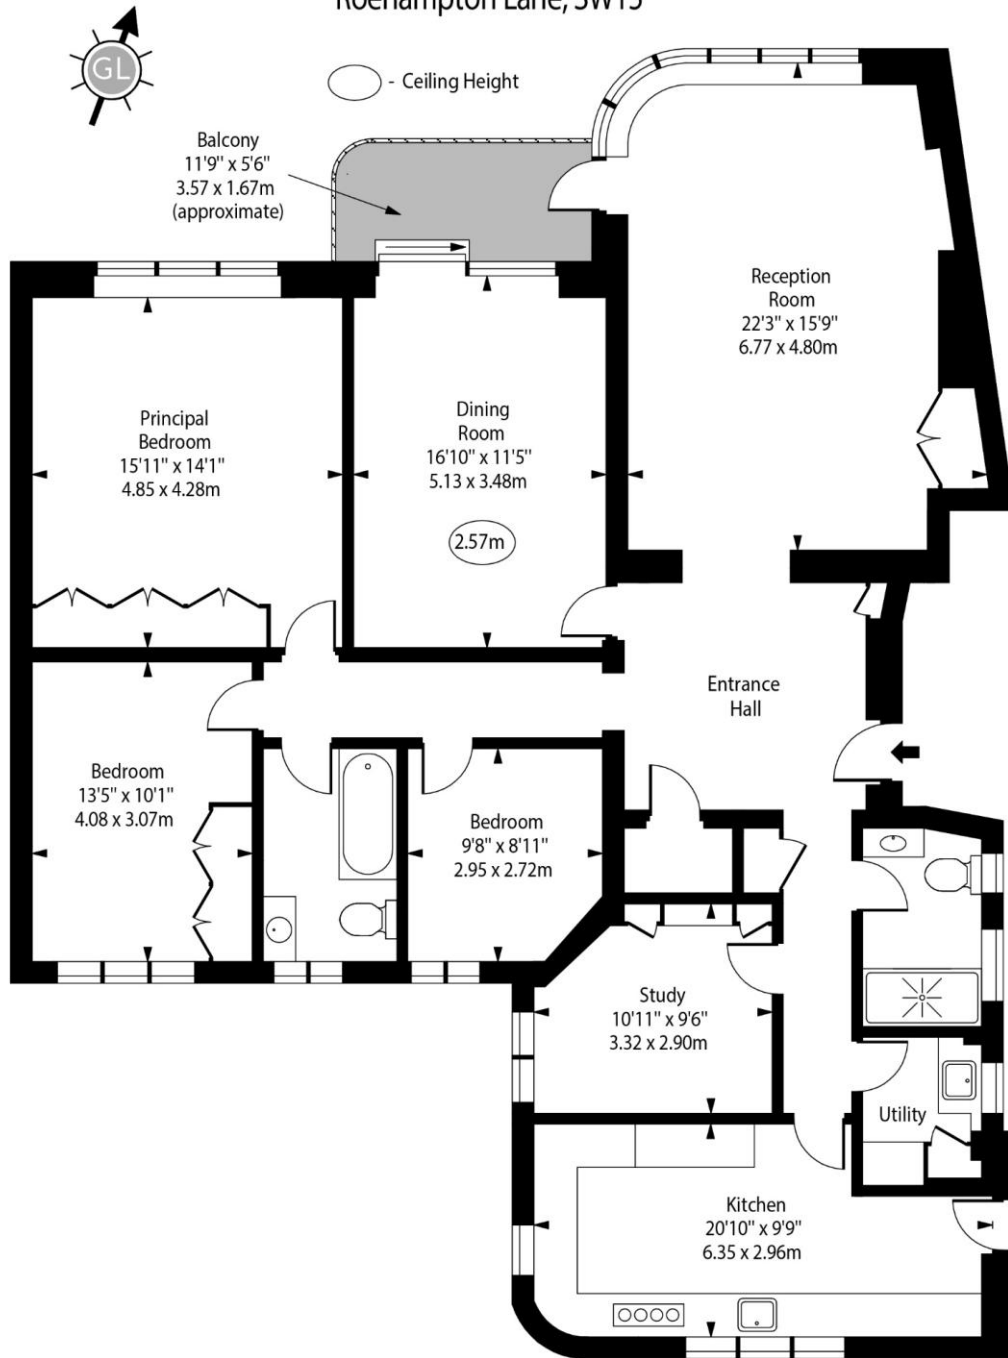 Roehampton Lane, SW15
GL
- Ceiling Height
Balcony
11'9" x 5'6"
3.57 x 1.67m
(approximate)
Reception
Room
22'3" x 15'9"
6.77 x 4.80m
Principal
Bedroom
15'11" x 14'1"
4.85 x 4.28m
Dining
Room
16'10" x 11'5"
5.13 x 3.48m
2.57m
Entrance
Hall
Bedroom
13'5" x 10'1"
4.08 x 3.07m
Bedroom
9'8" x 8'11"
2.95 x 2.72m
Study
10'11" x 9'6"
3.32 x 2.90m
Utility
Kitchen
20'10" x 9'9"
6.35 x 2.96m